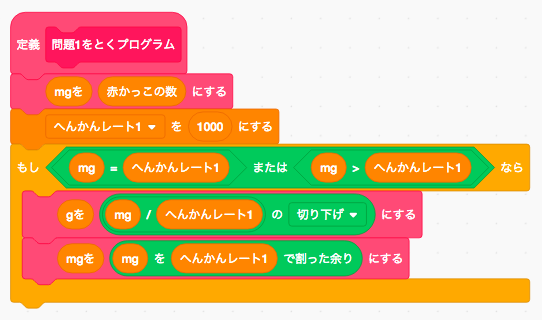 定義 問題1をとくプログラム
mgを 赤かっこの数 にする
へんかんレート1 を 1000 にする
もし mg = へんかんレート1 または mg > へんかんレート1 なら
gを mg / へんかんレート1 の 切り下げ にする
mgを mg を へんかんレート1 で割った余り にする